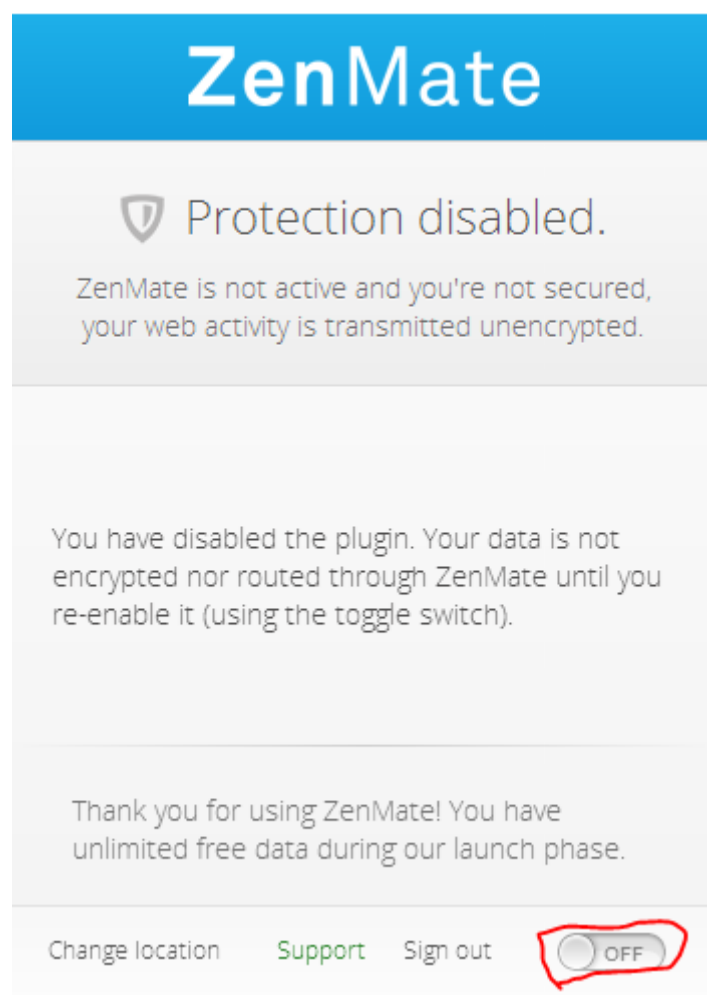 ZenMate
Protection disabled.
ZenMate is not active and you're not secured,
your web activity is transmitted unencrypted.
You have disabled the plugin. Your data is not
encrypted nor routed through ZenMate until you
re-enable it (using the toggle switch).
Thank you for using ZenMate! You have
unlimited free data during our launch phase.
Change location Support Sign out OFF